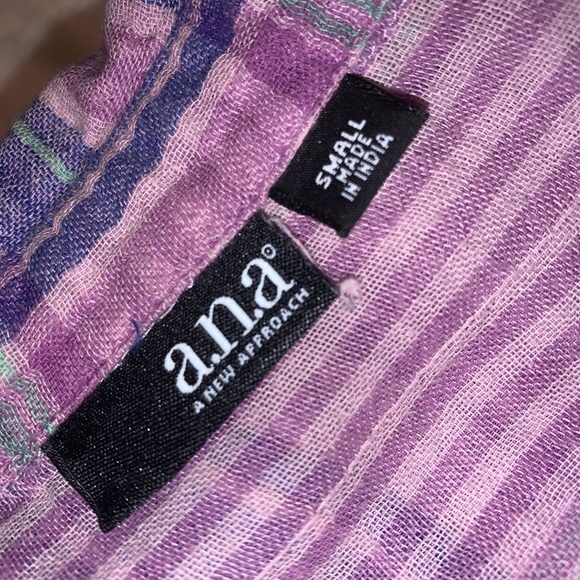 SMALL
MADE
IN INDIA
a.n.a®
A NEW APPROACH